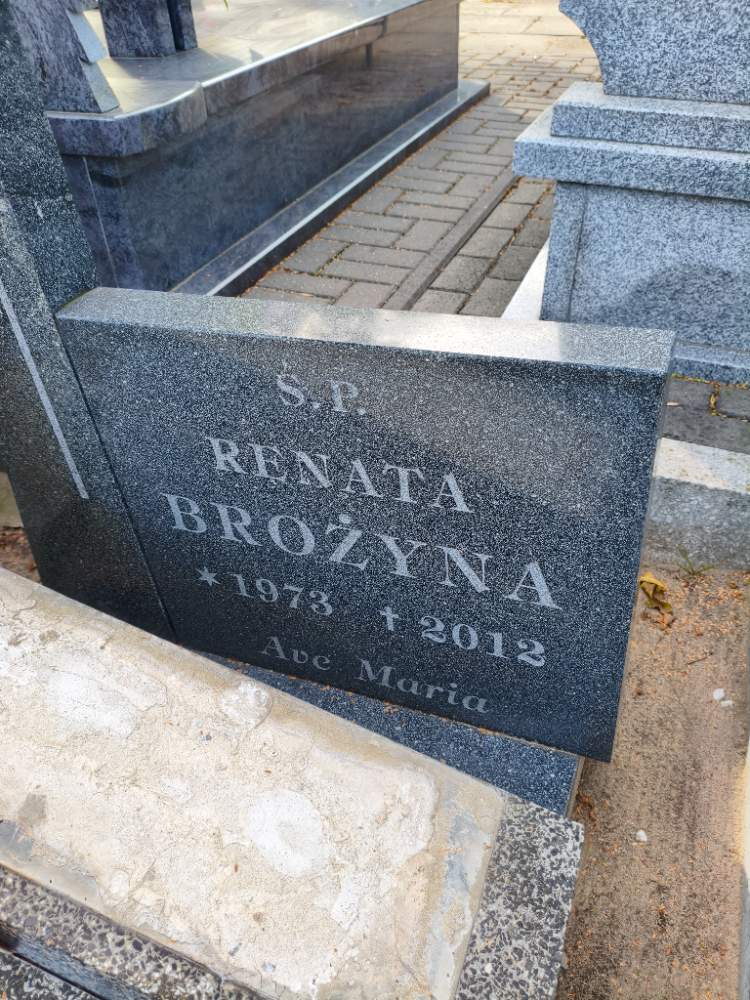 Ś.P.
RENATA
BROŻYNA
* 1973 † 2012
Ave Maria